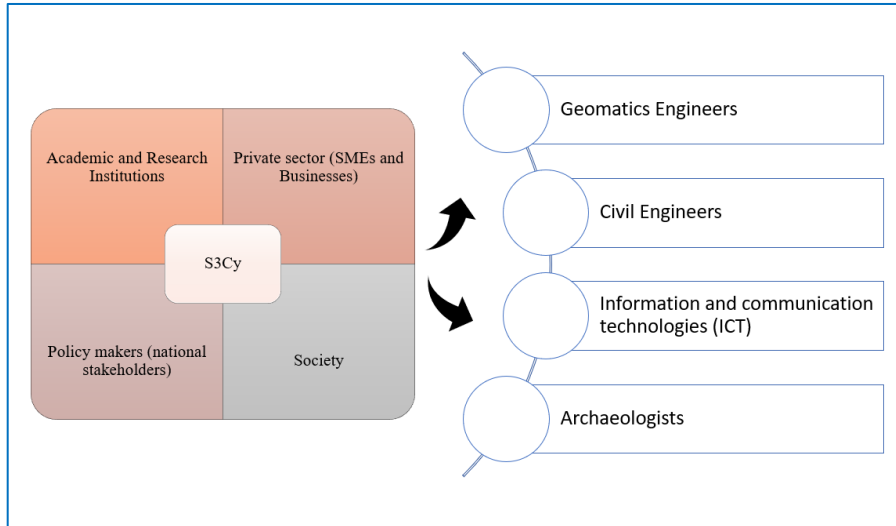 Academic and Research
Institutions
Private sector (SMEs and
Businesses)
S3Cy
Policy makers (national
stakeholders)
Society
Geomatics Engineers
Civil Engineers
Information and communication
technologies (ICT)
Archaeologists